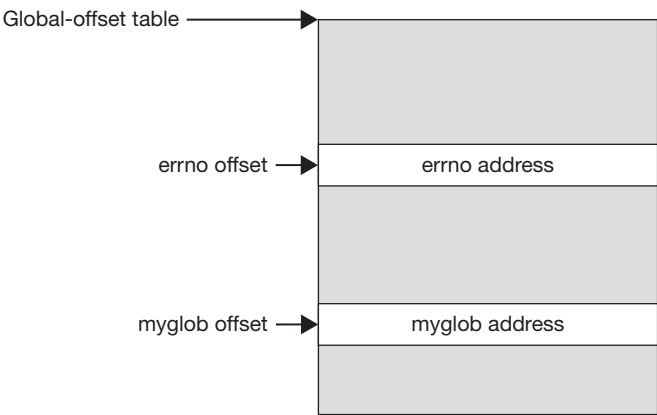 Global-offset table
errno offset
errno address
myglob offset
myglob address